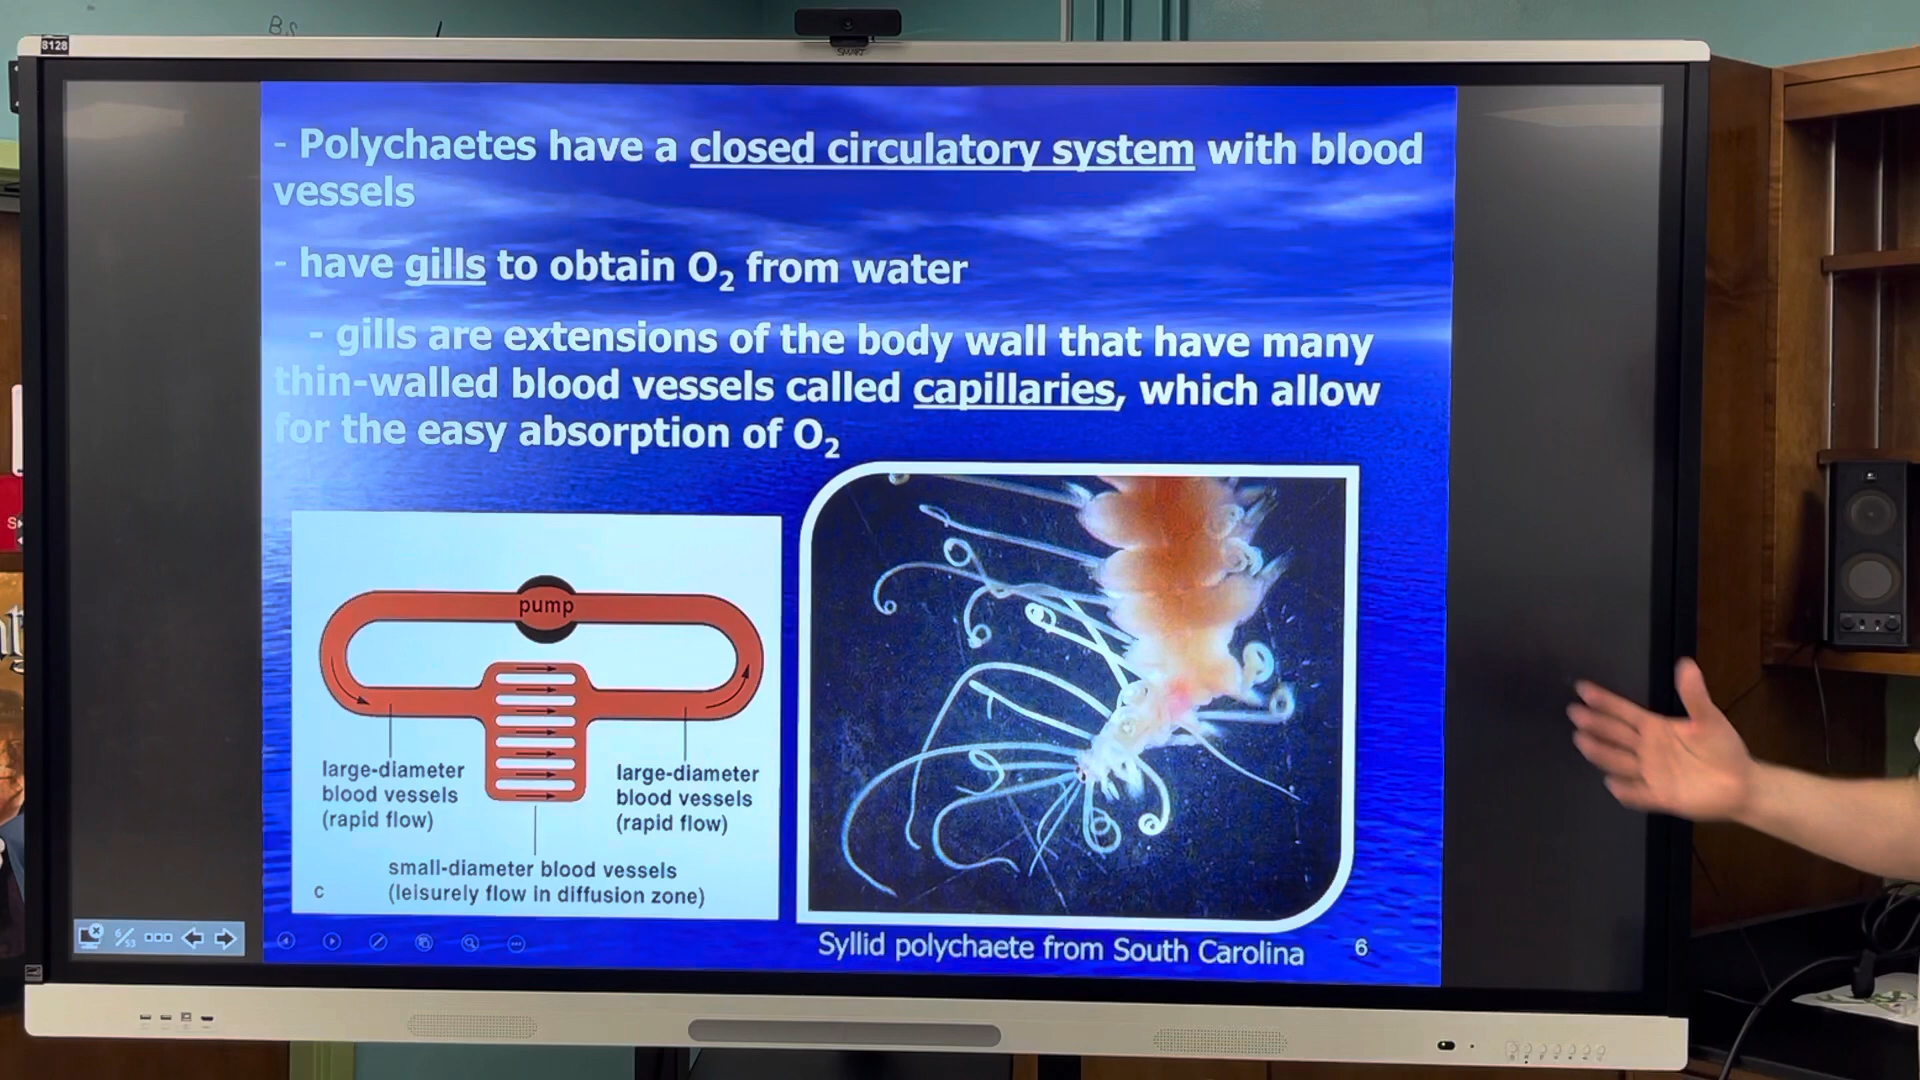 B.S
8128
SMART
- Polychaetes have a closed circulatory system with blood
vessels
- have gills to obtain O₂ from water
- gills are extensions of the body wall that have many
thin-walled blood vessels called capillaries, which allow
for the easy absorption of O₂
pump
large-diameter
blood vessels
(rapid flow)
large-diameter
blood vessels
(rapid flow)
small-diameter blood vessels
(leisurely flow in diffusion zone)
C
Syllid polychaete from South Carolina
6
6/53